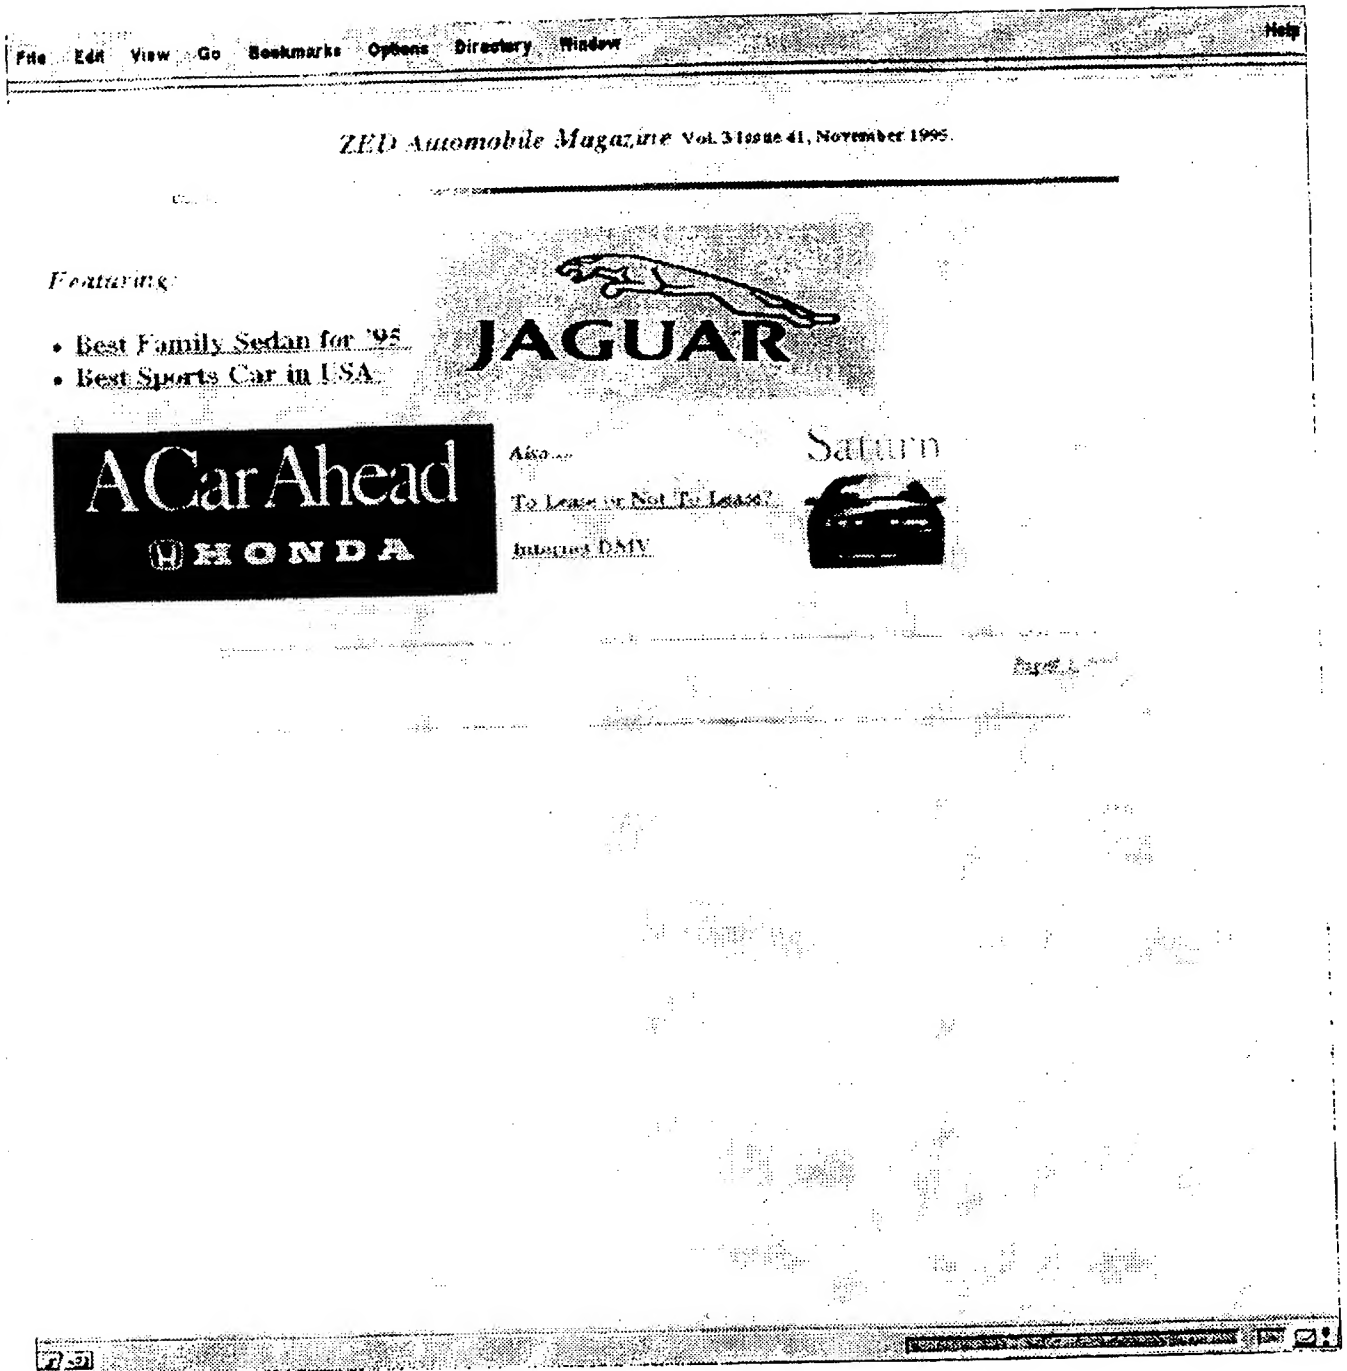 File Edit View Go Bookmarks Options Directory Window Help
ZED Automobile Magazine Vol. 3 Issue 41, November 1995.
Featuring:
• Best Family Sedan for '95
• Best Sports Car in USA
JAGUAR
A Car Ahead
HONDA
Also....
To Lease or Not To Lease?
Internet DMV
Saturn